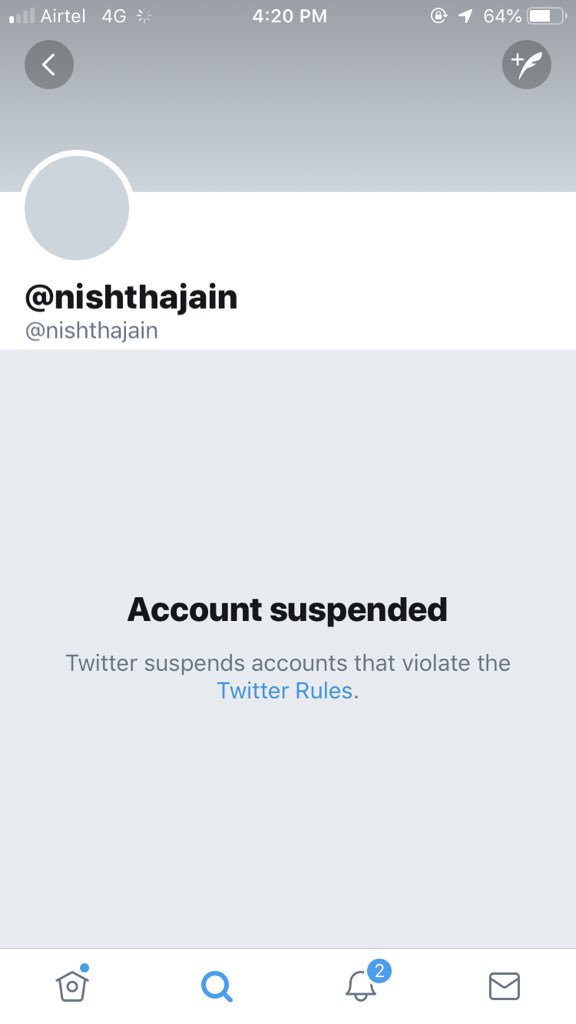 Airtel 4G 4:20 PM 64%
@nishthajain
@nishthajain
Account suspended
Twitter suspends accounts that violate the
Twitter Rules.
2